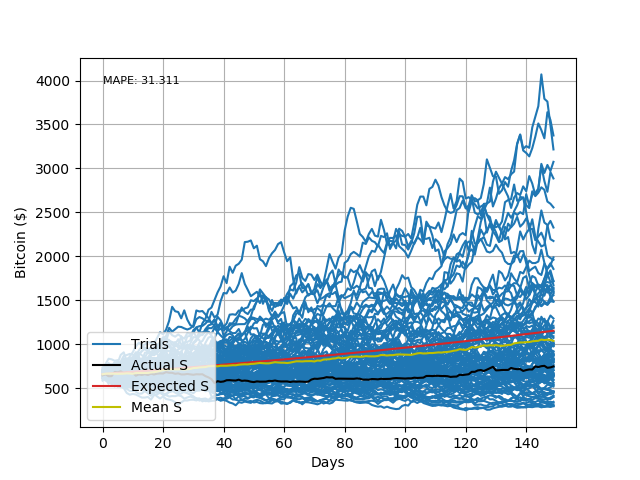 MAPE: 31.311
4000
3500
3000
2500
2000
1500
1000
500
Bitcoin ($)
Trials
Actual S
Expected S
Mean S
0 20 40 60 80 100 120 140
Days